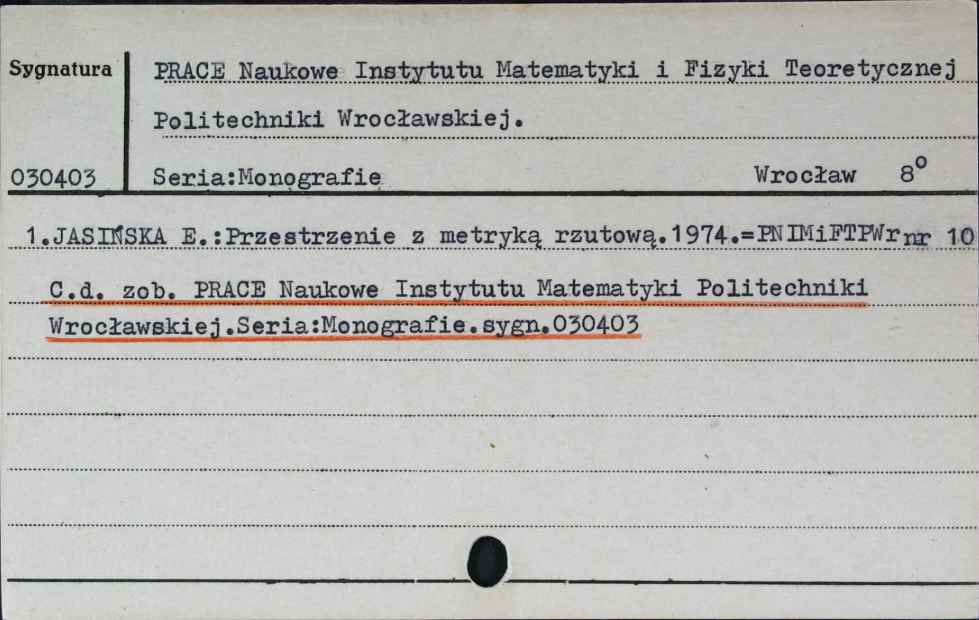 Sygnatura
PRACE Naukowe Instytutu Matematyki i Fizyki Teoretycznej
Politechniki Wrocławskiej.
030403 Seria:Monografie Wrocław 8°
1.JASIŃSKA E.:Przestrzenie z metryką rzutową.1974.=PNIMiFTPWr nr 10
C.d. zob. PRACE Naukowe Instytutu Matematyki Politechniki
Wrocławskiej.Seria:Monografie.sygn.030403